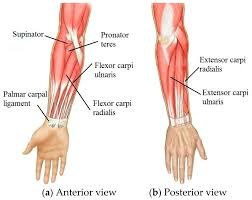 Supinator
Pronator
teres
Flexor carpi
ulnaris
Palmar carpal
ligament
Flexor carpi
radialis
(a) Anterior view
Extensor carpi
radialis
Extensor carpi
ulnaris
(b) Posterior view